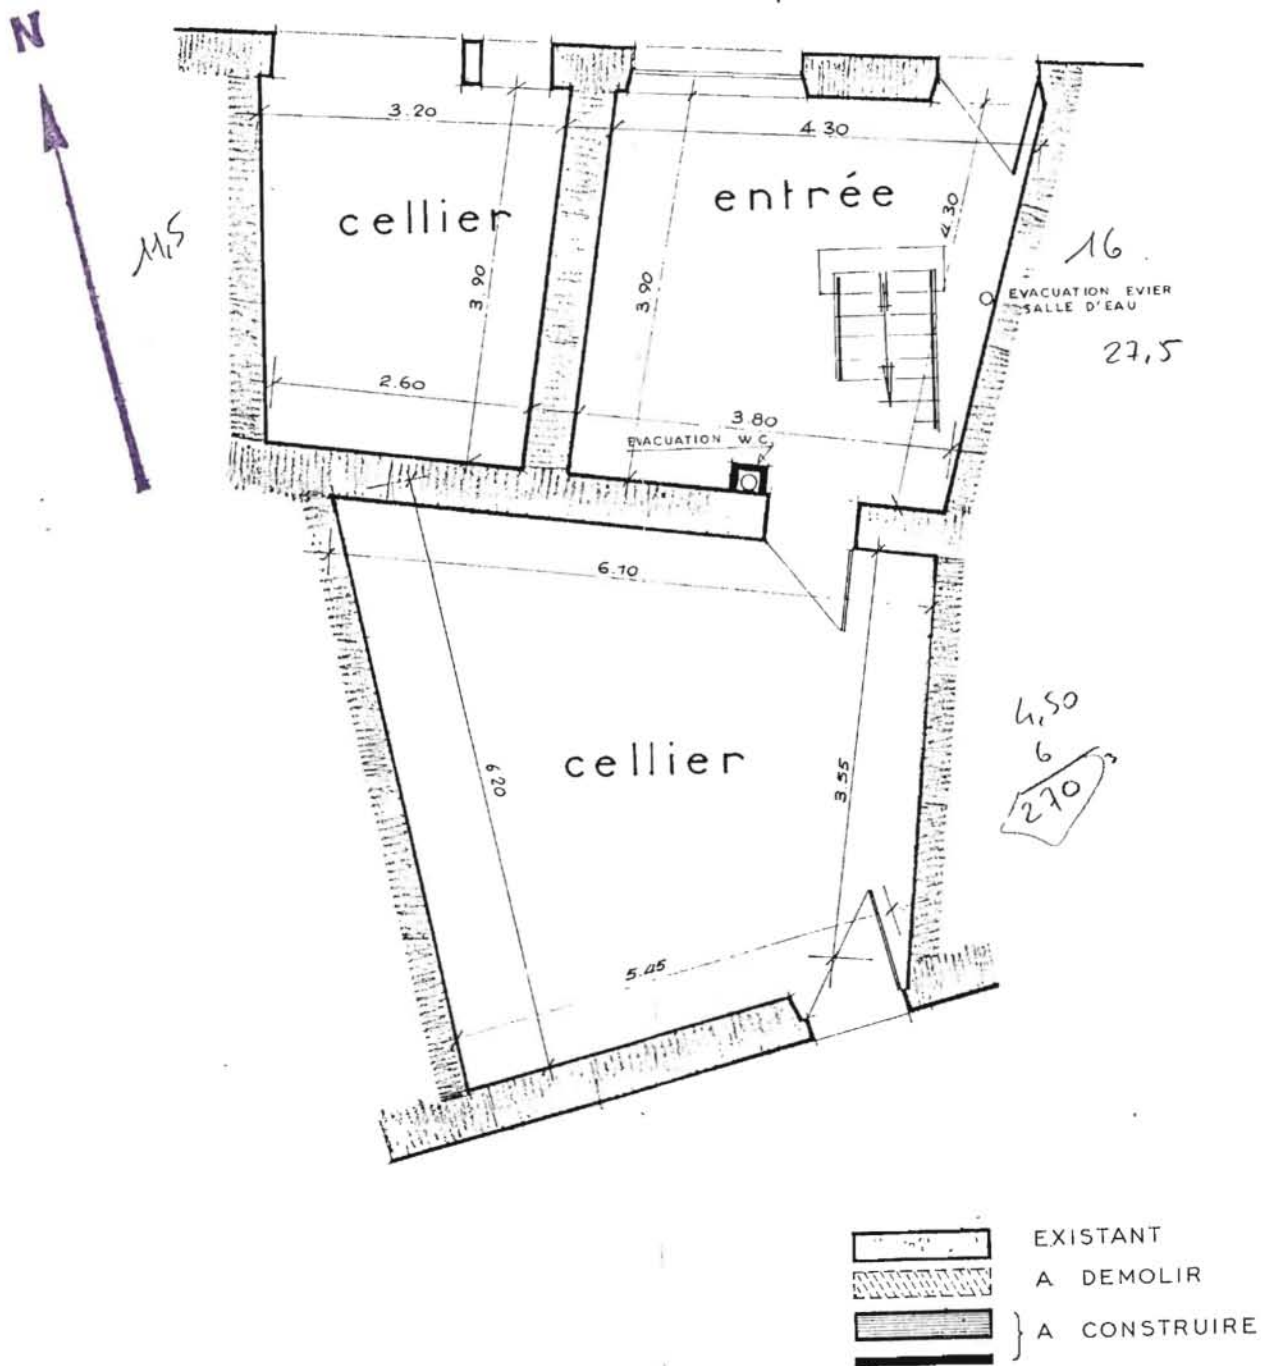 N
3.20
4.30
cellier
entrée
4.30
11,5
3.90
3.90
16
EVACUATION EVIER
SALLE D'EAU
27,5
2.60
3.80
EVACUATION W C
6.10
cellier
6.20
3.55
4,50
6
270
5.45
EXISTANT
A DEMOLIR
A CONSTRUIRE